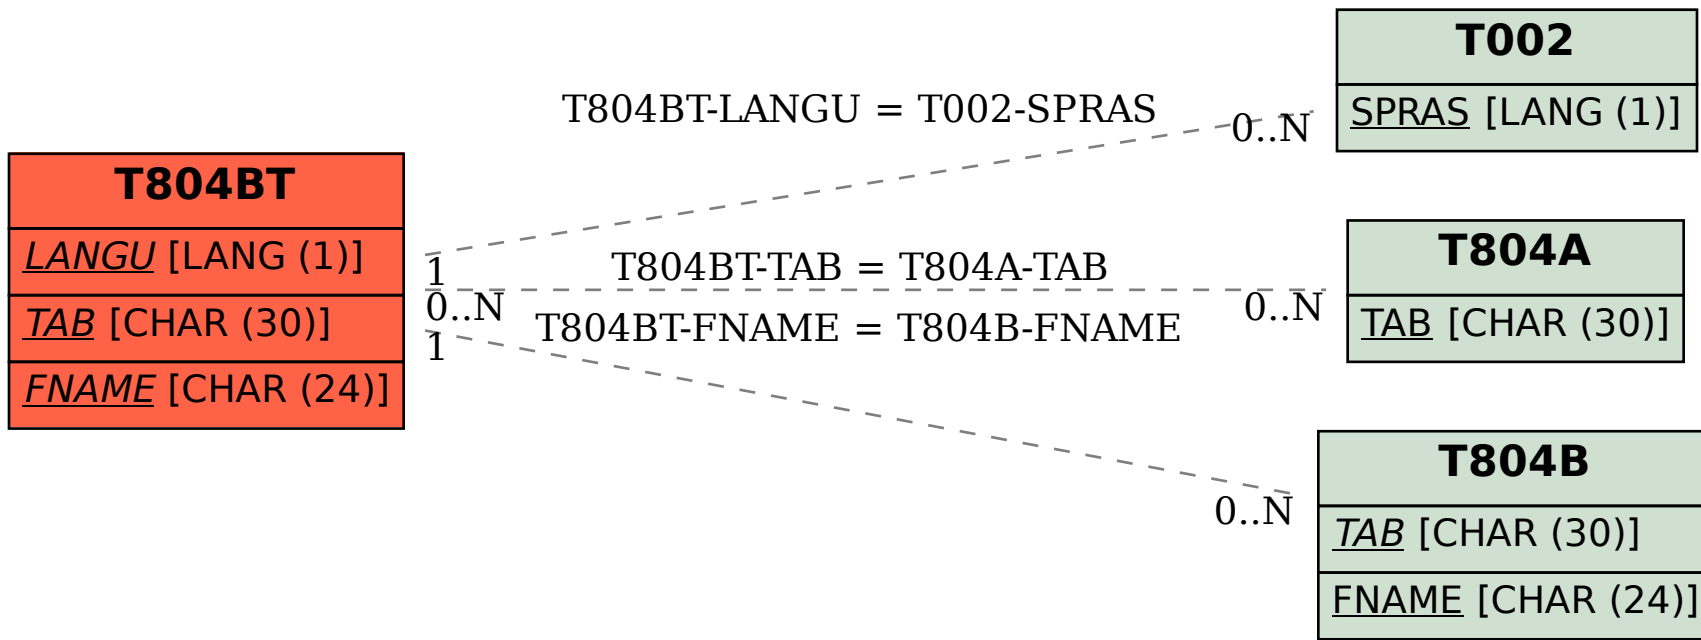 T002
SPRAS [LANG (1)]
T804BT-LANGU = T002-SPRAS
0..N
T804BT
LANGU [LANG (1)]
TAB [CHAR (30)]
FNAME [CHAR (24)]
1
T804BT-TAB = T804A-TAB
0..N
0..N
T804A
TAB [CHAR (30)]
T804BT-FNAME = T804B-FNAME
1
0..N
T804B
TAB [CHAR (30)]
FNAME [CHAR (24)]